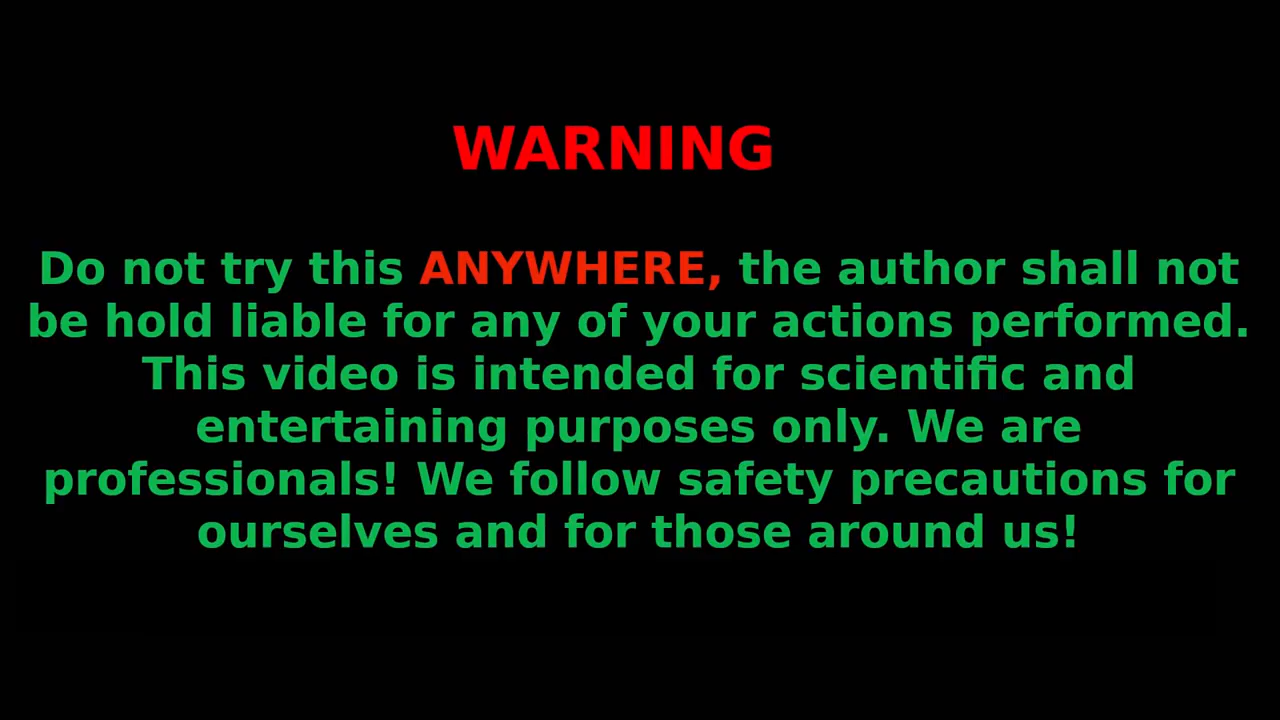 WARNING
Do not try this ANYWHERE, the author shall not
be hold liable for any of your actions performed.
This video is intended for scientific and
entertaining purposes only. We are
professionals! We follow safety precautions for
ourselves and for those around us!